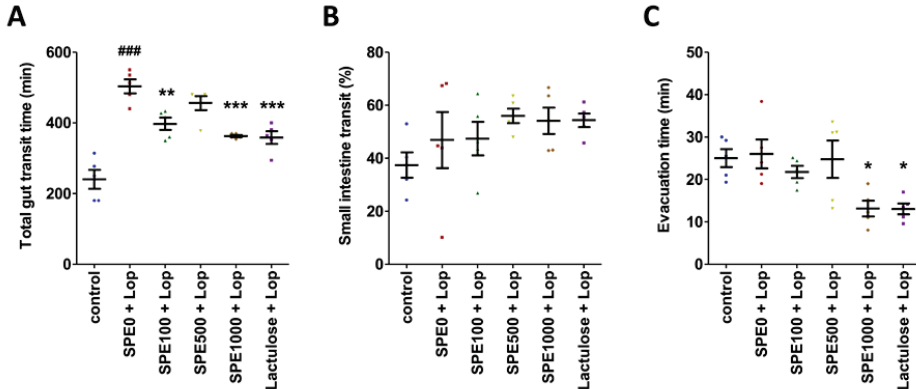 A
Total gut transit time (min)
600
400
200
0
###
**
***
***
control
SPE0 + Lop
SPE100 + Lop
SPE500 + Lop
SPE1000 + Lop
Lactulose + Lop
B
Small intestine transit (%)
80
60
40
20
0
control
SPE0 + Lop
SPE100 + Lop
SPE500 + Lop
SPE1000 + Lop
Lactulose + Lop
C
Evacuation time (min)
50
40
30
20
10
0
*
*
control
SPE0 + Lop
SPE100 + Lop
SPE500 + Lop
SPE1000 + Lop
Lactulose + Lop